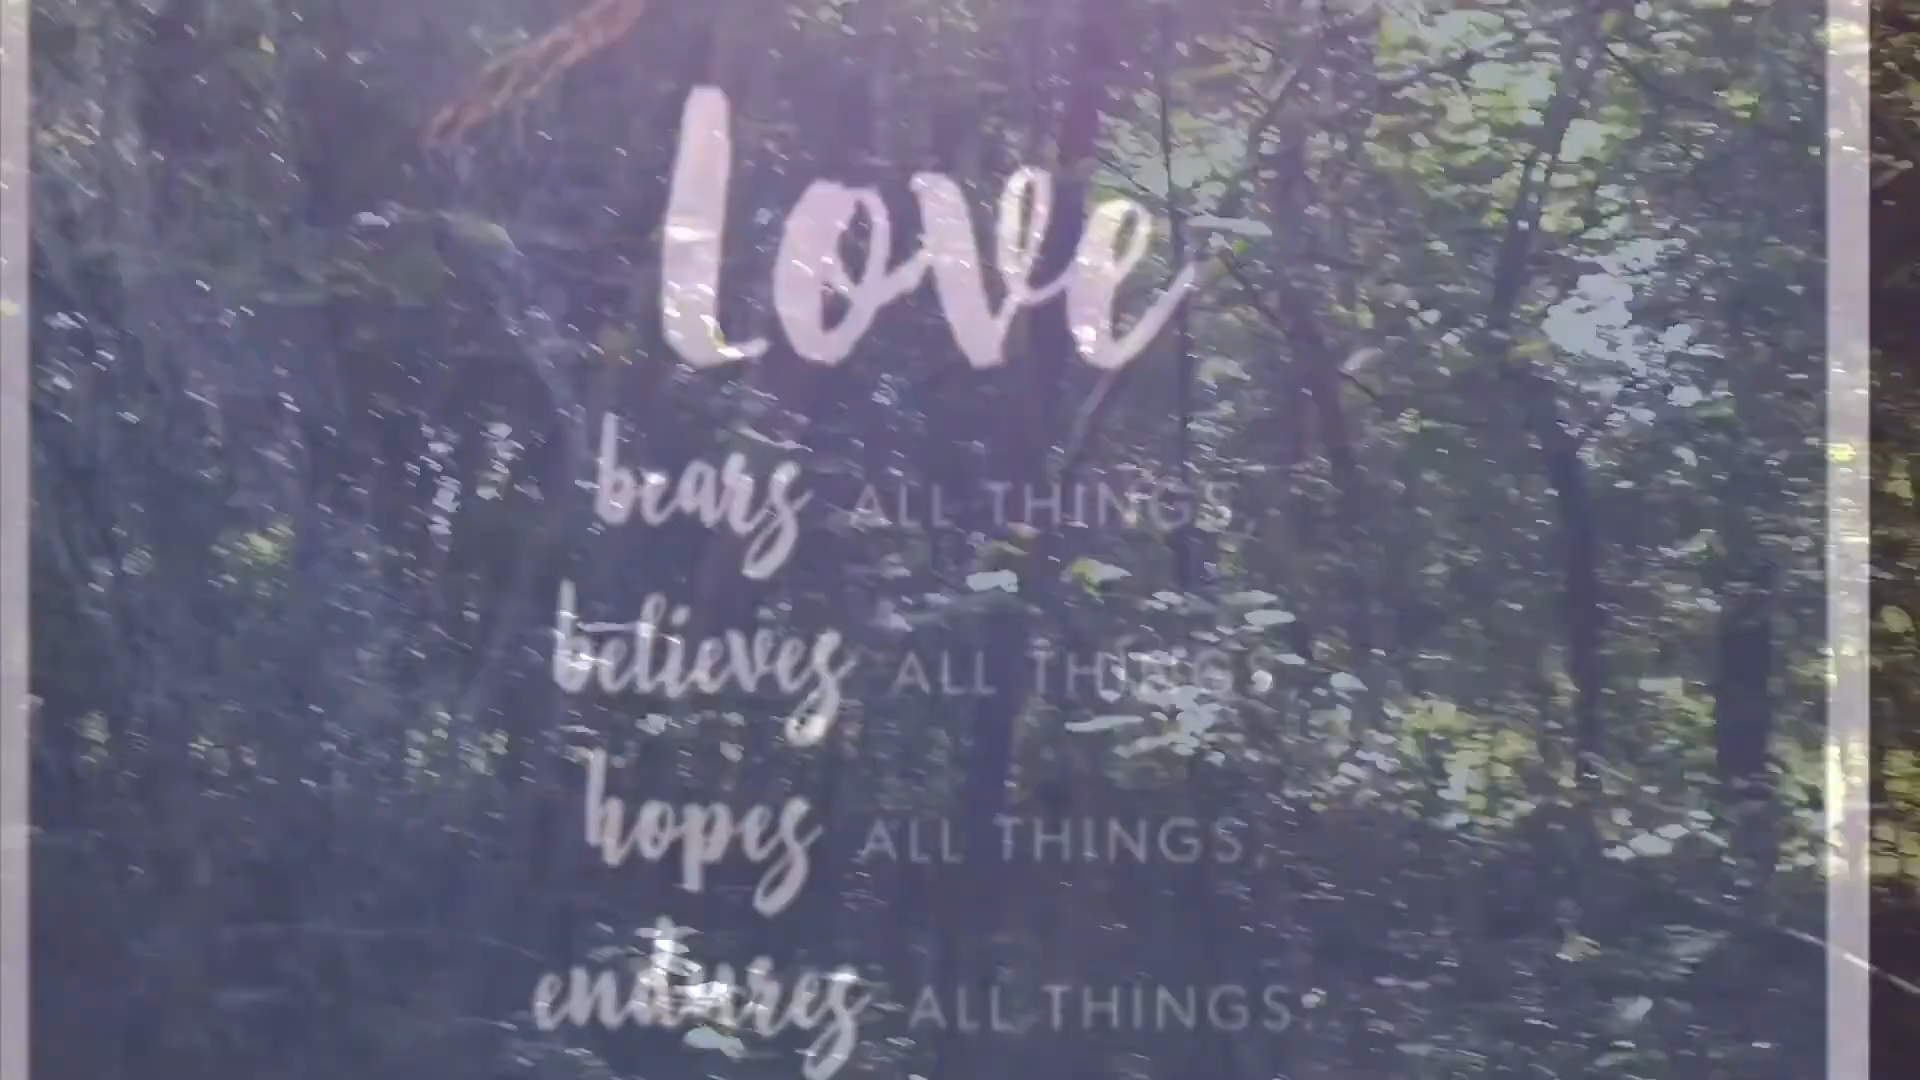 love
bears ALL THINGS,
believes ALL THINGS,
hopes ALL THINGS,
endures ALL THINGS.